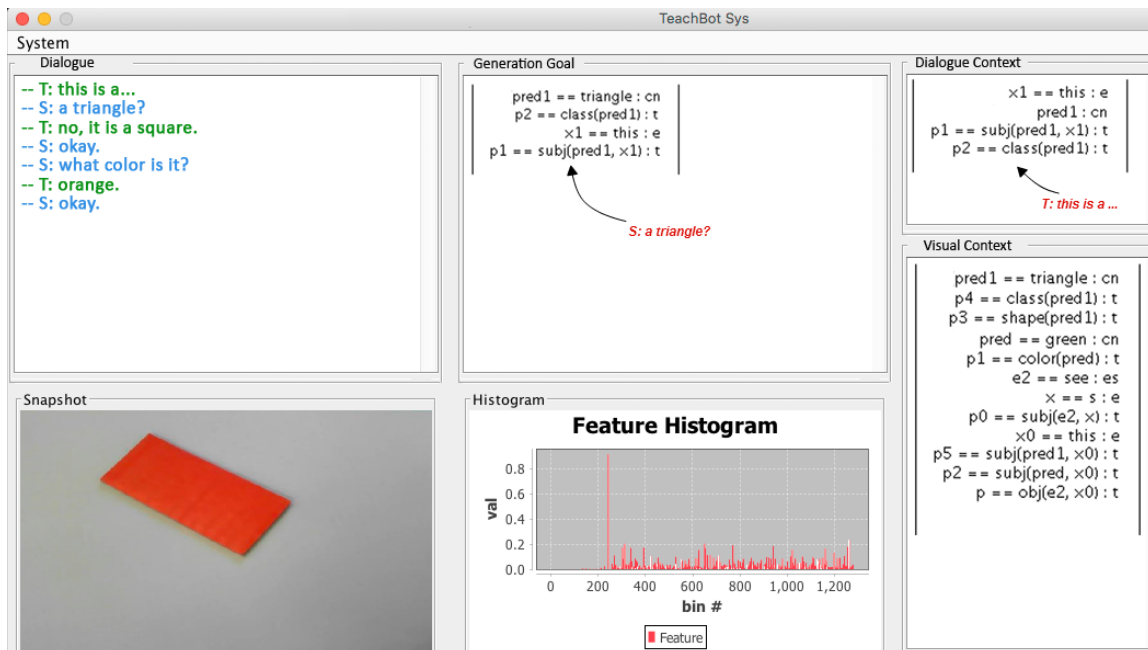 TeachBot Sys
System
Dialogue
-- T: this is a...
-- S: a triangle?
-- T: no, it is a square.
-- S: okay.
-- S: what color is it?
-- T: orange.
-- S: okay.
Generation Goal
pred1 == triangle : cn
p2 == class(pred1) : t
x1 == this : e
p1 == subj(pred1, x1) : t
S: a triangle?
Dialogue Context
x1 == this : e
pred1 : cn
p1 == subj(pred1, x1) : t
p2 == class(pred1) : t
T: this is a ...
Visual Context
pred1 == triangle : cn
p4 == class(pred1) : t
p3 == shape(pred1) : t
pred == green : cn
p1 == color(pred) : t
e2 == see : es
x == s : e
p0 == subj(e2, x) : t
x0 == this : e
p5 == subj(pred1, x0) : t
p2 == subj(pred, x0) : t
p == obj(e2, x0) : t
Snapshot
Histogram
Feature Histogram
val
0.8
0.6
0.4
0.2
0.0
0 200 400 600 800 1,000 1,200
bin #
Feature